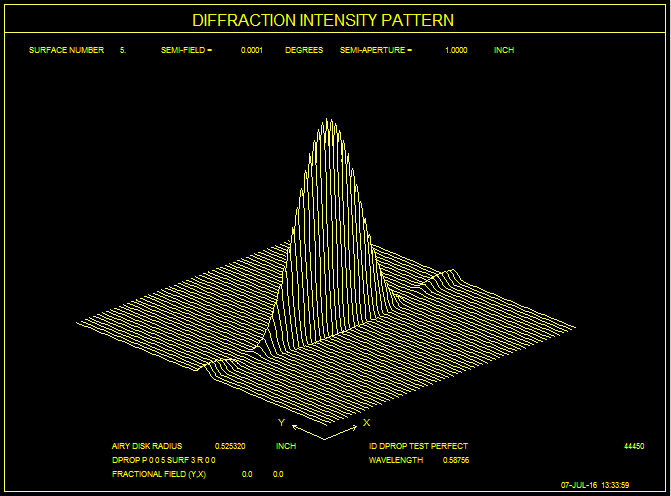 DIFFRACTION INTENSITY PATTERN
SURFACE NUMBER 5. SEMI-FIELD = 0.0001 DEGREES SEMI-APERTURE = 1.0000 INCH
Y X
AIRY DISK RADIUS 0.525320 INCH ID DPROP TEST PERFECT 44450
DPROP P 0 0 5 SURF 3 R 0 0 WAVELENGTH 0.58756
FRACTIONAL FIELD (Y,X) 0.0 0.0
07-JUL-16 13:33:59